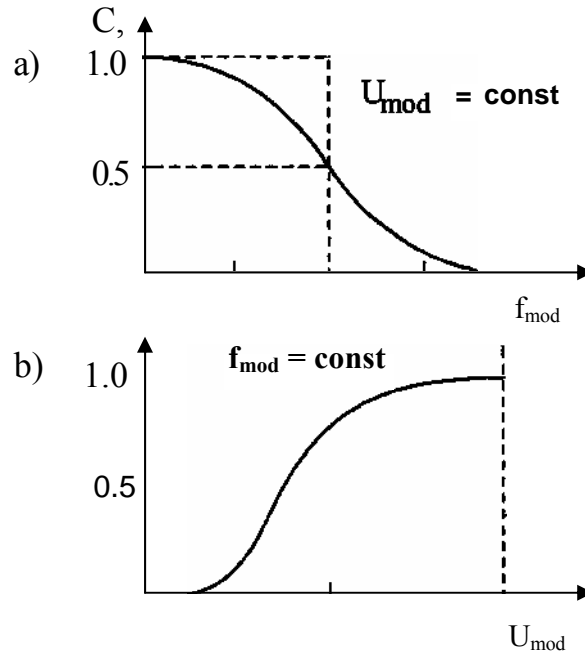 C,
a)
1.0
U_mod = const
0.5
f_mod
b)
f_mod = const
1.0
0.5
U_mod